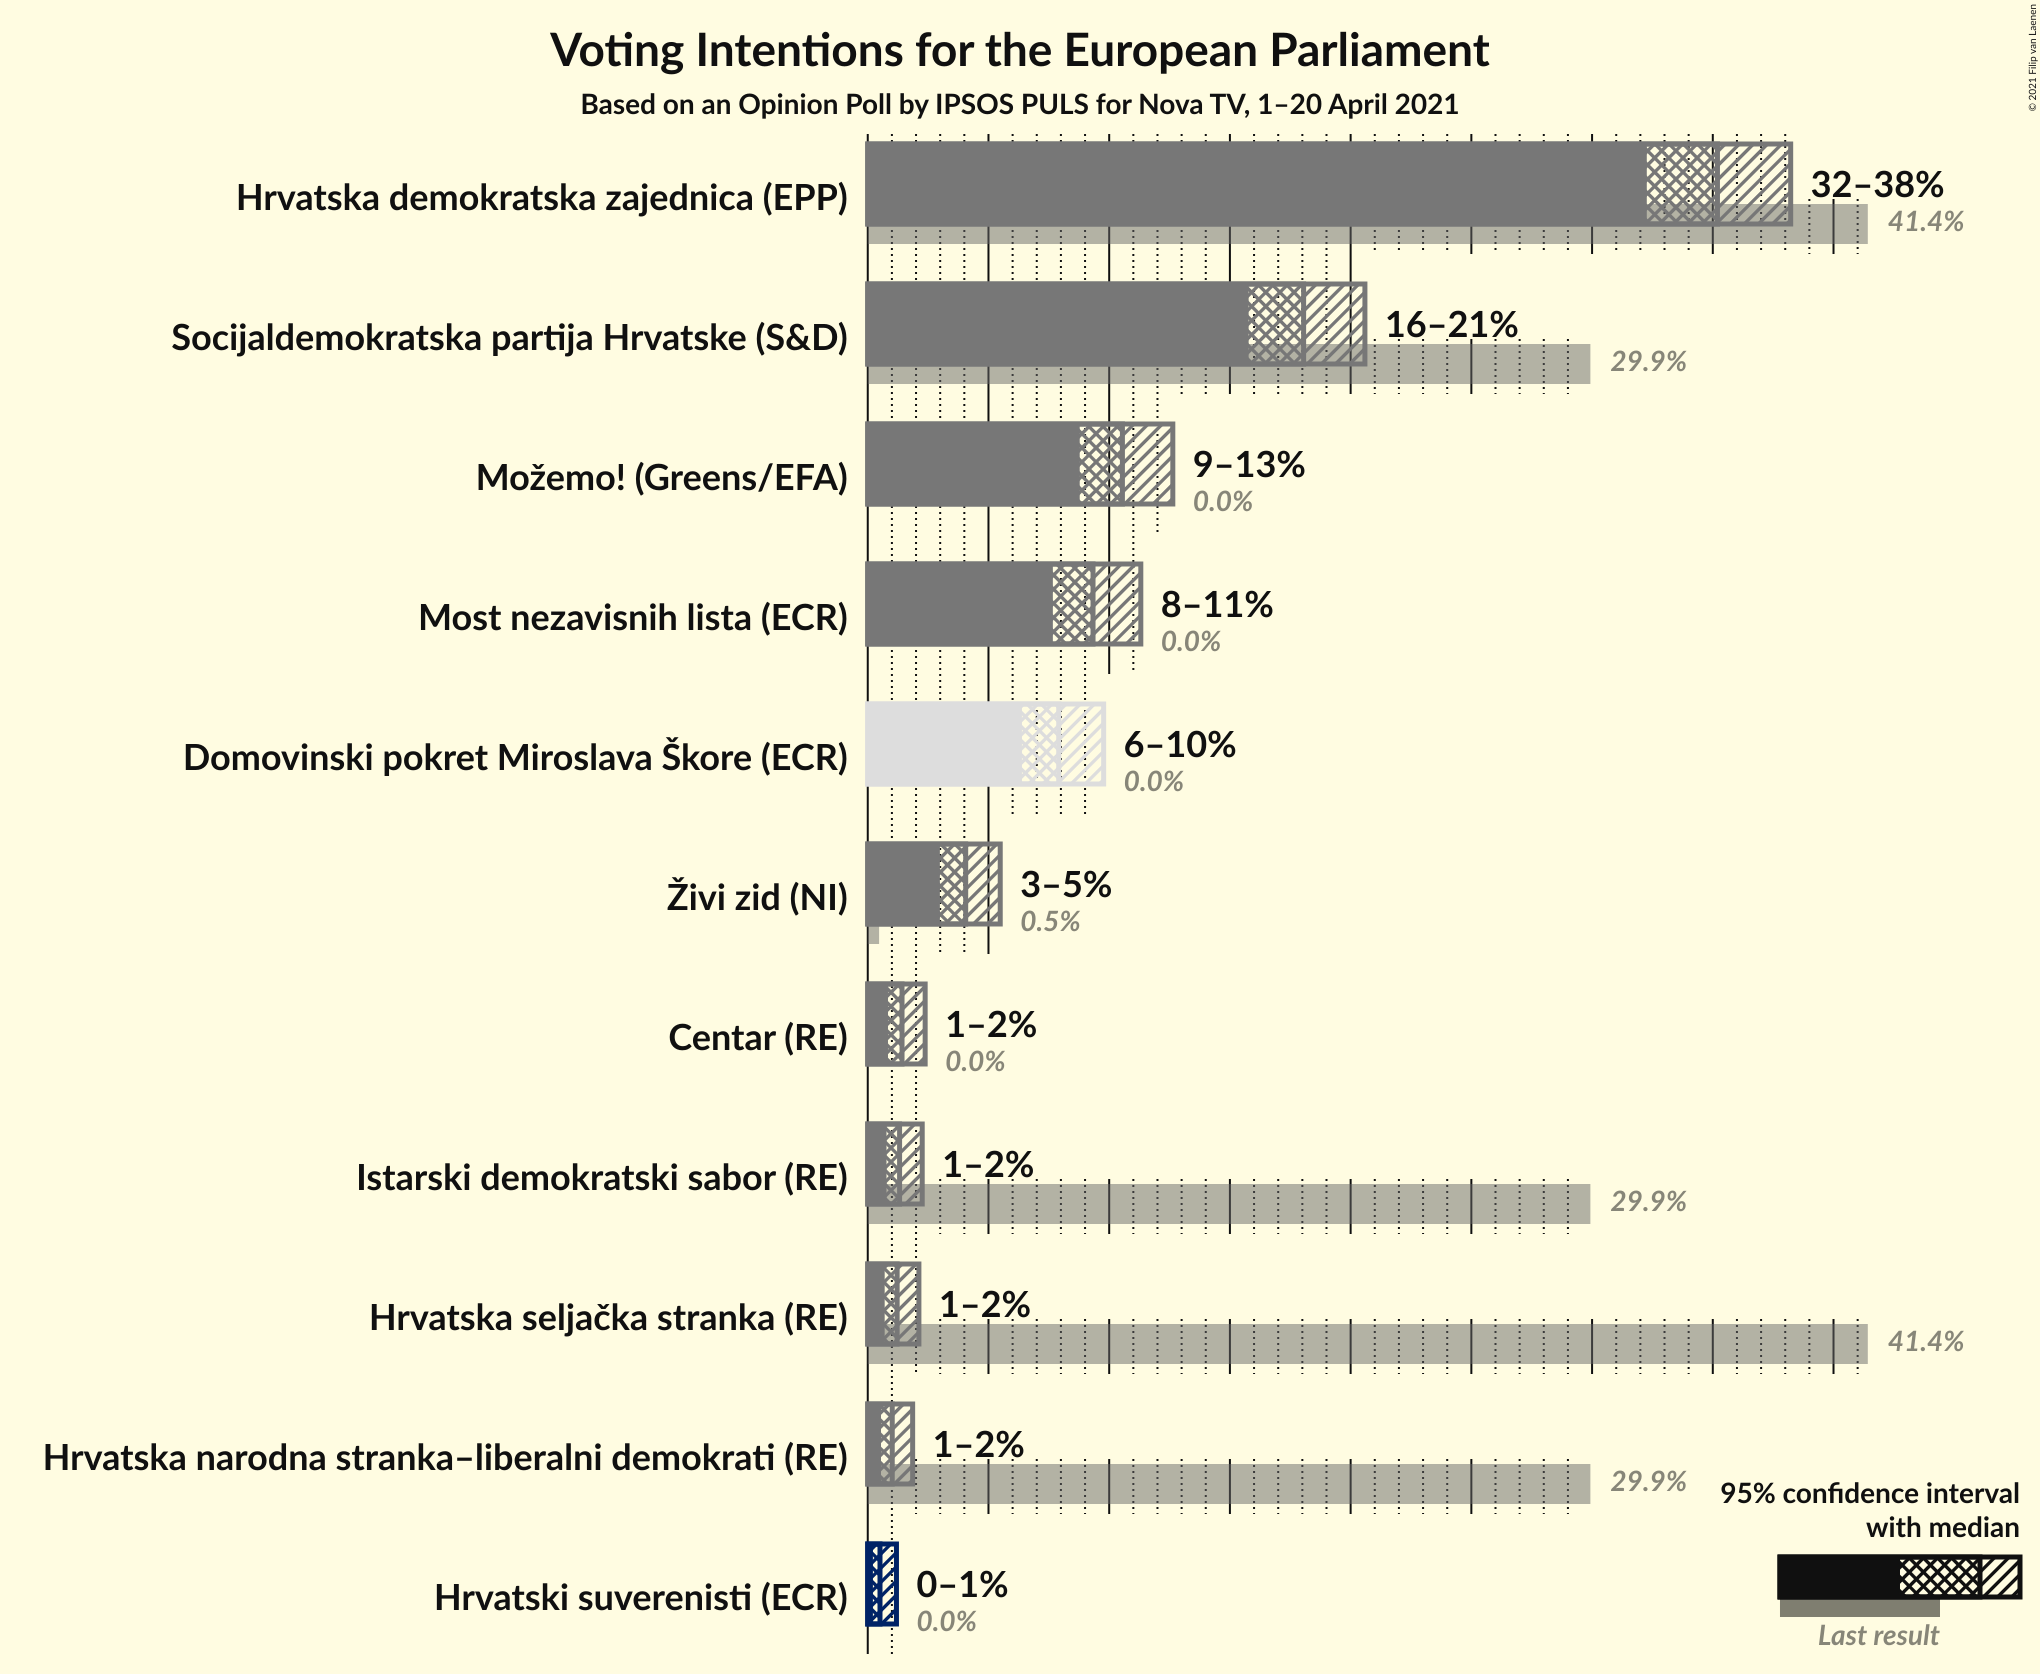 Voting Intentions for the European Parliament
Based on an Opinion Poll by IPSOS PULS for Nova TV, 1–20 April 2021
© 2021 Filip van Laenen
Hrvatska demokratska zajednica (EPP)
32–38%
41.4%
Socijaldemokratska partija Hrvatske (S&D)
16–21%
29.9%
Možemo! (Greens/EFA)
9–13%
0.0%
Most nezavisnih lista (ECR)
8–11%
0.0%
Domovinski pokret Miroslava Škore (ECR)
6–10%
0.0%
Živi zid (NI)
3–5%
0.5%
Centar (RE)
1–2%
0.0%
Istarski demokratski sabor (RE)
1–2%
29.9%
Hrvatska seljačka stranka (RE)
1–2%
41.4%
Hrvatska narodna stranka–liberalni demokrati (RE)
1–2%
29.9%
Hrvatski suverenisti (ECR)
0–1%
0.0%
95% confidence interval
with median
Last result